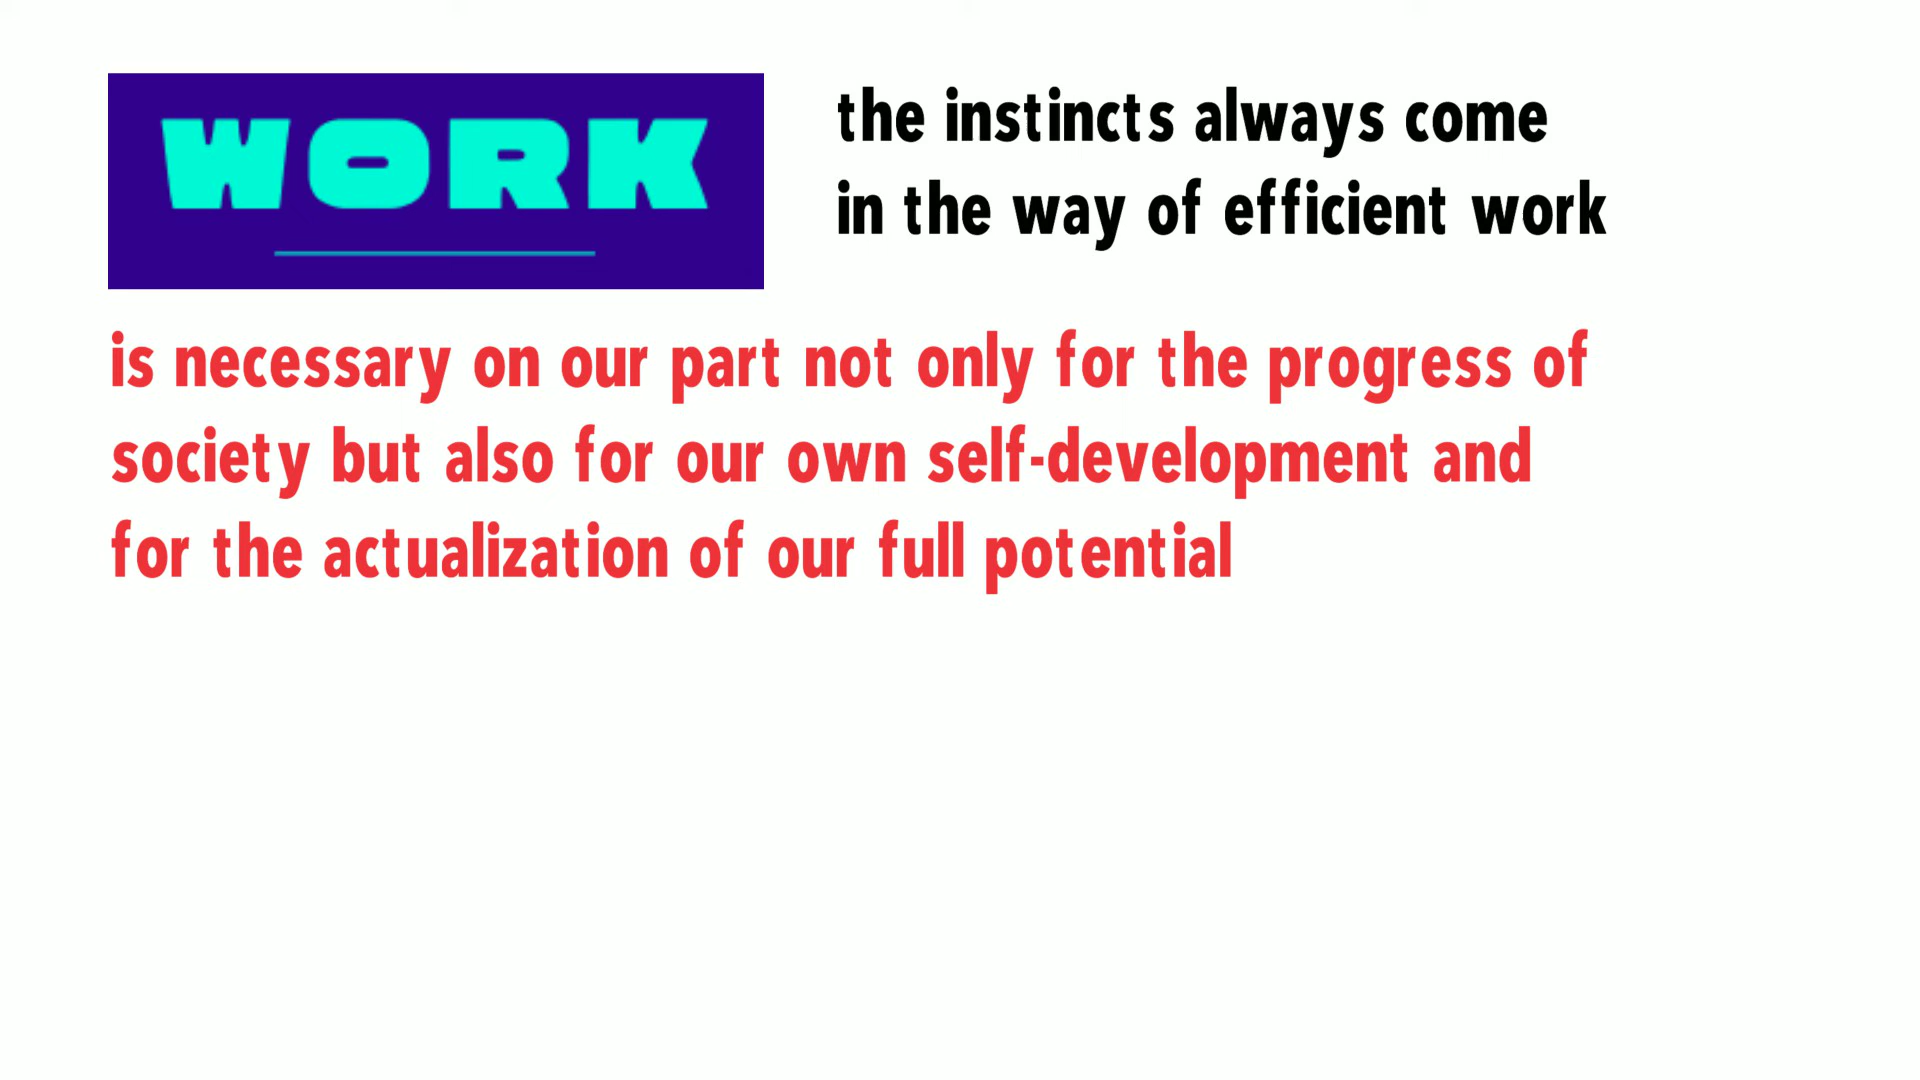 WORK
the instincts always come
in the way of efficient work
is necessary on our part not only for the progress of
society but also for our own self-development and
for the actualization of our full potential